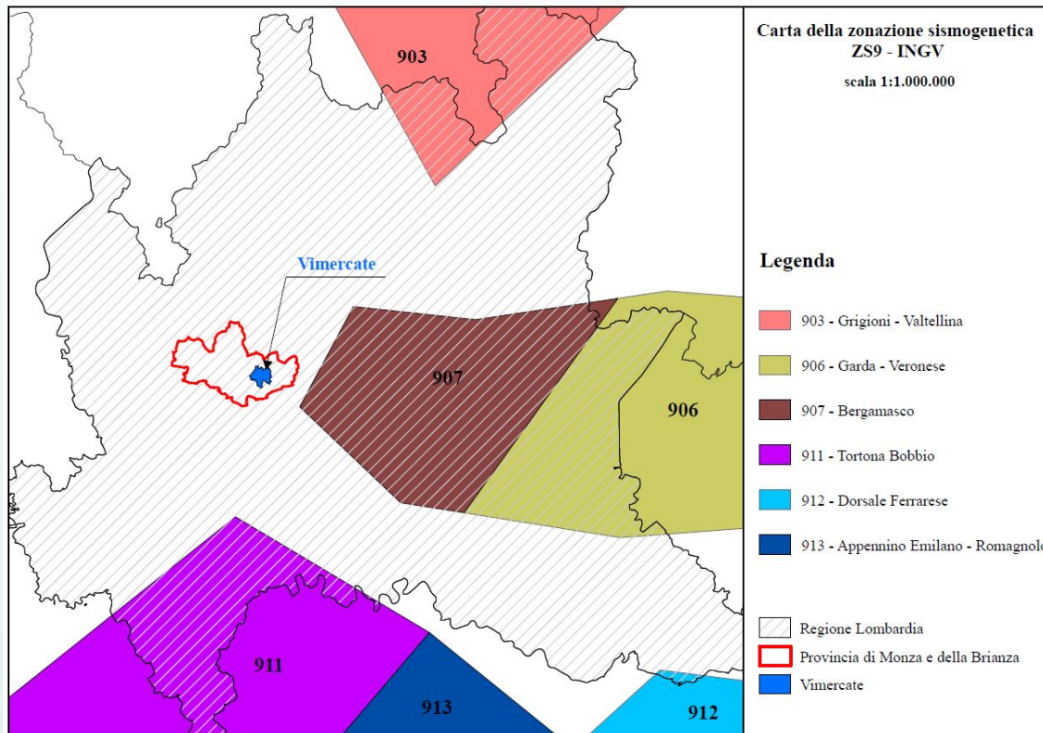 Carta della zonazione sismogenetica
ZS9 - INGV
scala 1:1.000.000
903
Vimercate
907
906
911
913
912
Legenda
903 - Grigioni - Valtellina
906 - Garda - Veronese
907 - Bergamasco
911 - Tortona Bobbio
912 - Dorsale Ferrarese
913 - Appennino Emilano - Romagnolo
Regione Lombardia
Provincia di Monza e della Brianza
Vimercate